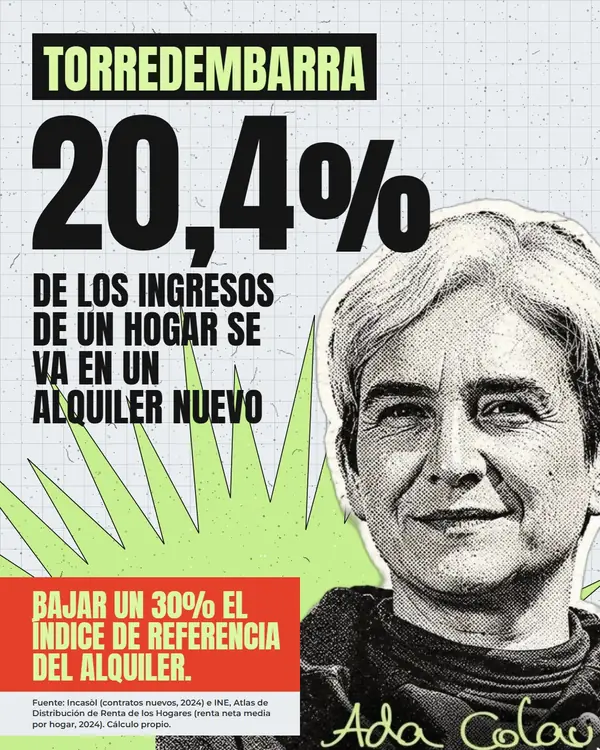 TORREDEMBARRA
20,4%
DE LOS INGRESOS
DE UN HOGAR SE
VA EN UN
ALQUILER NUEVO
BAJAR UN 30% EL
ÍNDICE DE REFERENCIA
DEL ALQUILER.
Fuente: Incasòl (contratos nuevos, 2024) e INE, Atlas de
Distribución de Renta de los Hogares (renta neta media
por hogar, 2024). Cálculo propio.
Ada Colau